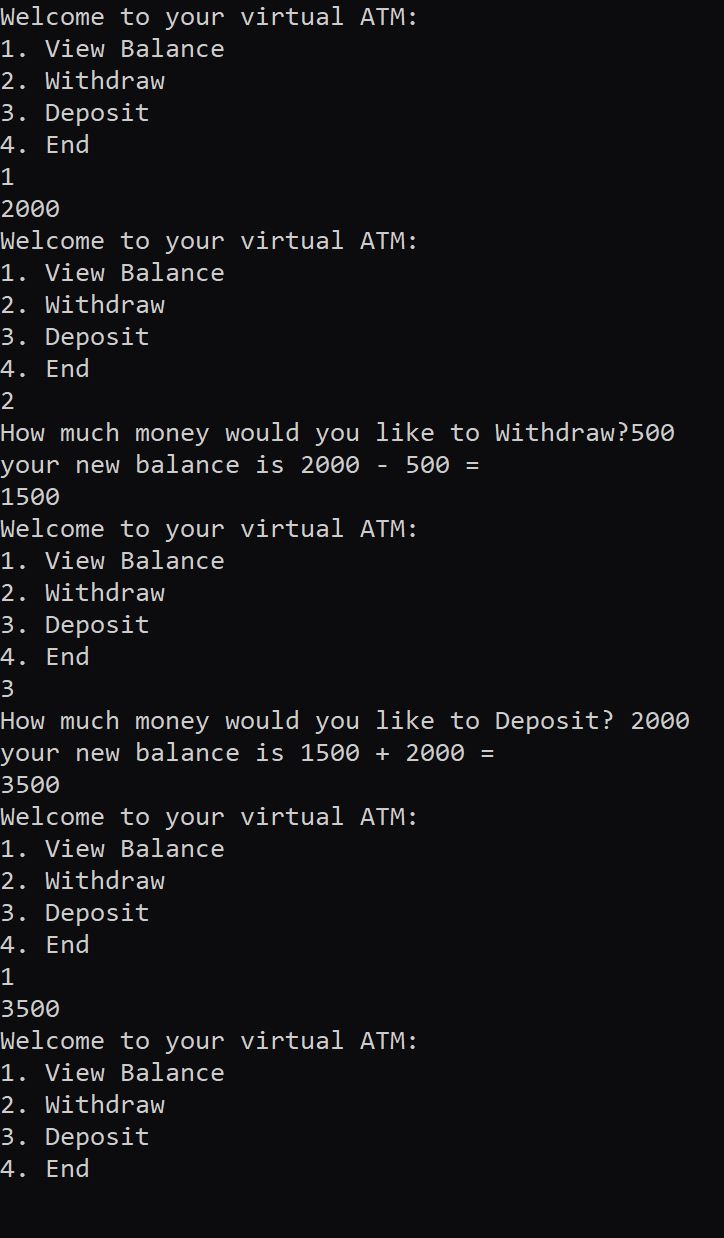 Welcome to your virtual ATM:
1. View Balance
2. Withdraw
3. Deposit
4. End
1
2000
Welcome to your virtual ATM:
1. View Balance
2. Withdraw
3. Deposit
4. End
2
How much money would you like to Withdraw?500
your new balance is 2000 - 500 =
1500
Welcome to your virtual ATM:
1. View Balance
2. Withdraw
3. Deposit
4. End
3
How much money would you like to Deposit? 2000
your new balance is 1500 + 2000 =
3500
Welcome to your virtual ATM:
1. View Balance
2. Withdraw
3. Deposit
4. End
1
3500
Welcome to your virtual ATM:
1. View Balance
2. Withdraw
3. Deposit
4. End